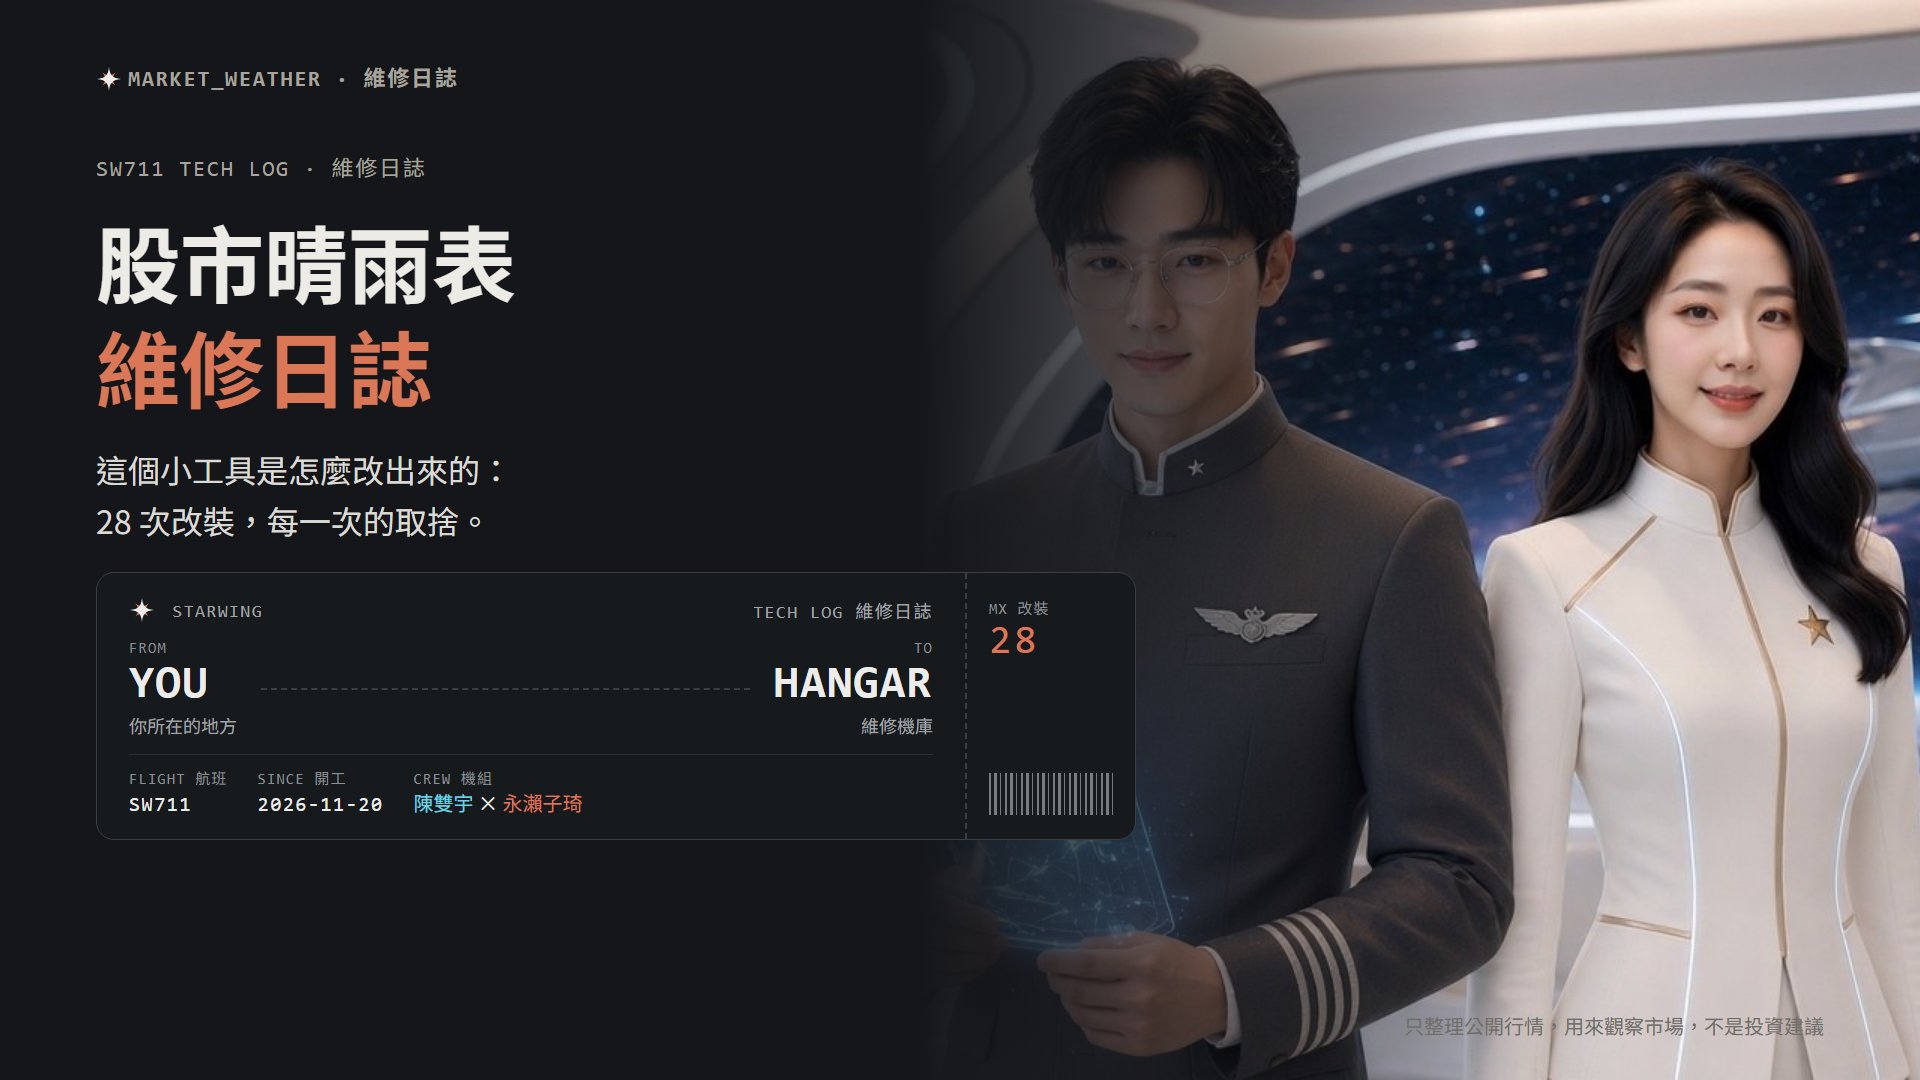 MARKET_WEATHER · 維修日誌
SW711 TECH LOG · 維修日誌
股市晴雨表
維修日誌
這個小工具是怎麼改出來的：
28 次改裝，每一次的取捨。
STARWING
TECH LOG 維修日誌
FROM
TO
YOU
HANGAR
你所在的地方
維修機庫
FLIGHT 航班
SINCE 開工
CREW 機組
SW711
2026-11-20
陳雙宇 × 永瀨子琦
MX 改裝
28
只整理公開行情，用來觀察市場，不是投資建議